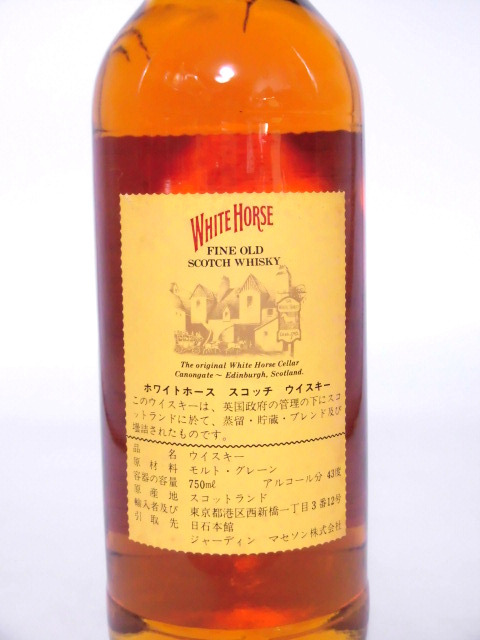 WHITE HORSE
FINE OLD
SCOTCH WHISKY
The original White Horse Cellar
Canongate ~ Edinburgh, Scotland.
ホワイトホース スコッチ ウイスキー
このウイスキーは、英国政府の管理の下にスコ
ットランドに於て、蒸留・貯蔵・ブレンド及び
壜詰されたものです。
品名 ウイスキー
原材料 モルト・グレーン
容器の容量 750mℓ アルコール分 43度
原産地 スコットランド
輸入者及び 東京都港区西新橋一丁目3番12号
引取先 日石本館
ジャーディン マセソン株式会社